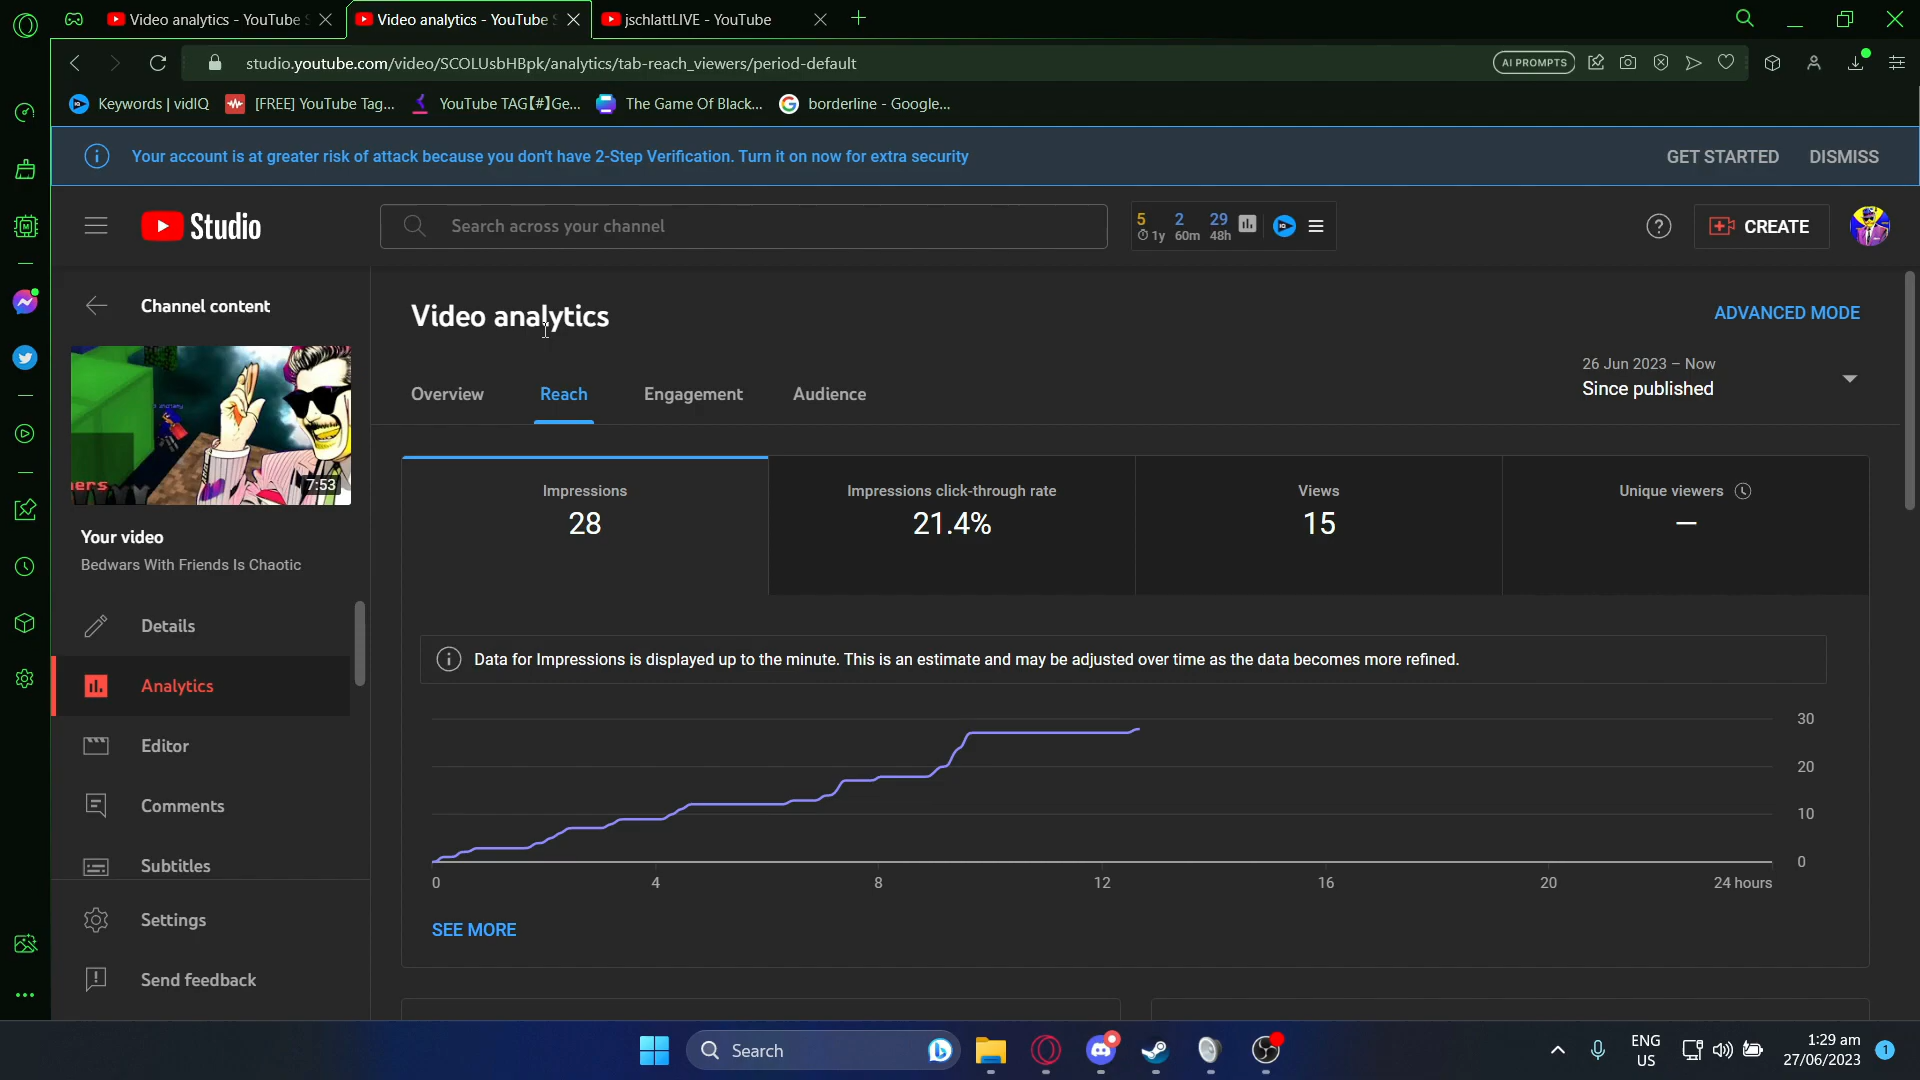 Video analytics - YouTube S
Video analytics - YouTube S
jschlattLIVE - YouTube
studio.youtube.com/video/SCOLUsbHBpk/analytics/tab-reach_viewers/period-default
AI PROMPTS
Keywords | vidIQ
[FREE] YouTube Tag...
YouTube TAG【#】Ge...
The Game Of Black...
borderline - Google...
Your account is at greater risk of attack because you don't have 2-Step Verification. Turn it on now for extra security
GET STARTED
DISMISS
Studio
Search across your channel
5 2 29
1y 60m 48h
CREATE
Channel content
Video analytics
ADVANCED MODE
26 Jun 2023 – Now
Since published
Overview
Reach
Engagement
Audience
ers
7:53
Your video
Bedwars With Friends Is Chaotic
Impressions
28
Impressions click-through rate
21.4%
Views
15
Unique viewers
—
Details
Analytics
Editor
Comments
Subtitles
Settings
Send feedback
Data for Impressions is displayed up to the minute. This is an estimate and may be adjusted over time as the data becomes more refined.
30
20
10
0
0 4 8 12 16 20 24 hours
SEE MORE
Search
ENG
US
1:29 am
27/06/2023
1